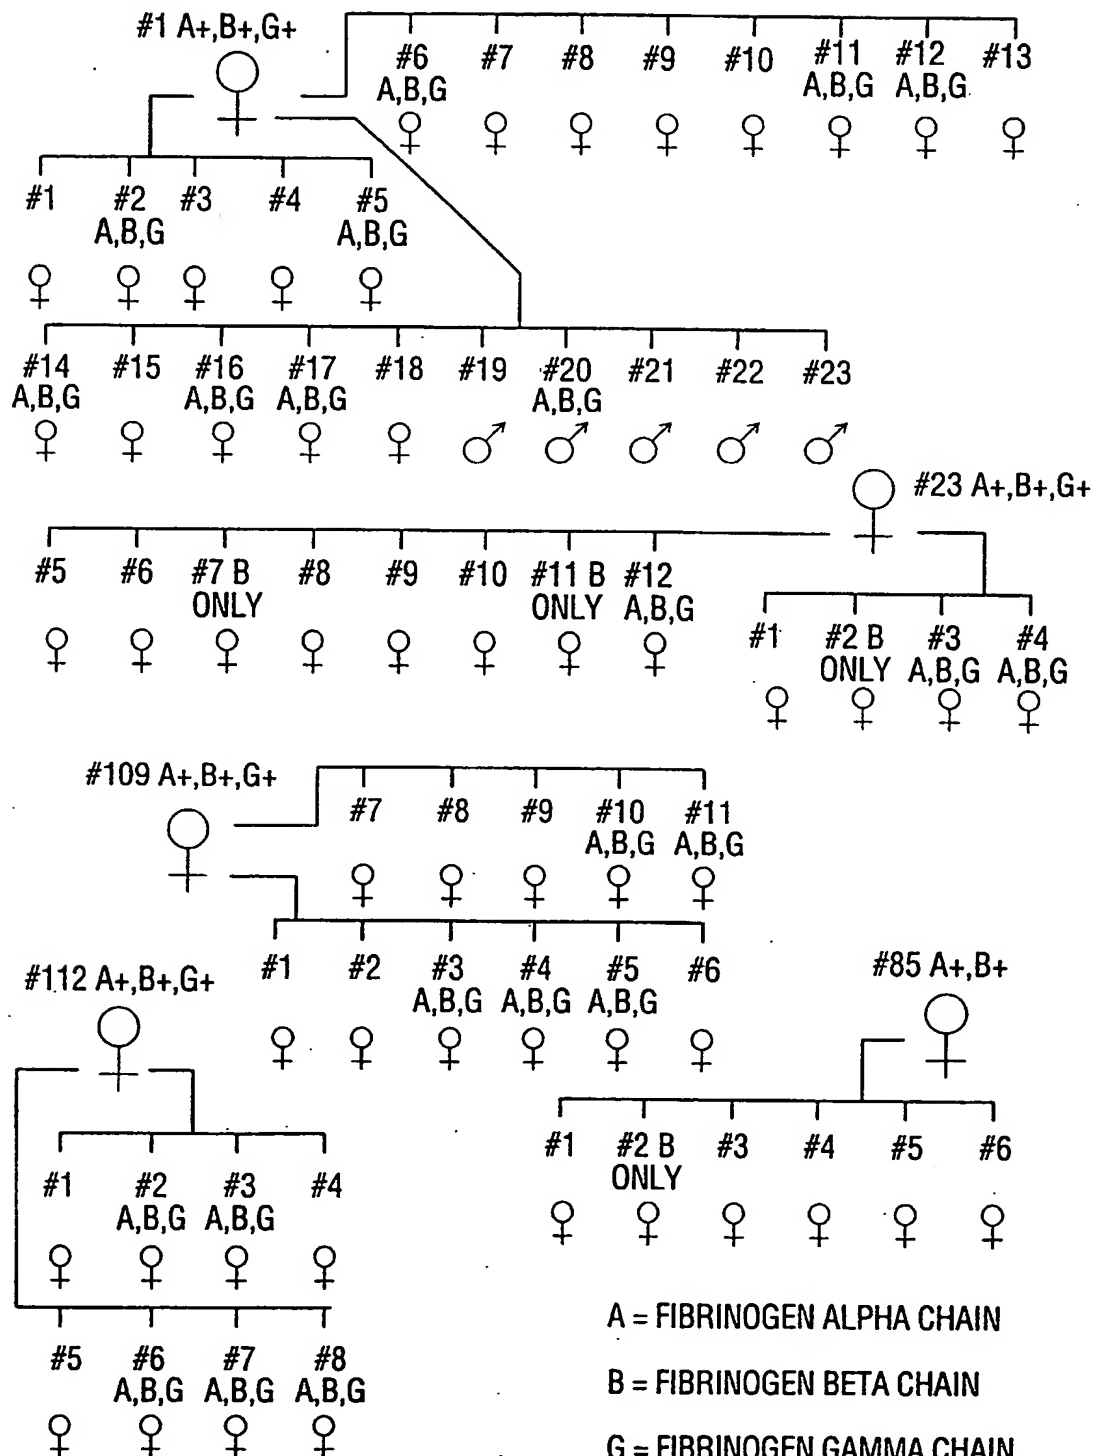 #1 A+,B+,G+
#6 #7 #8 #9 #10 #11 #12 #13
A,B,G A,B,G A,B,G
#1 #2 #3 #4 #5
A,B,G A,B,G
#14 #15 #16 #17 #18 #19 #20 #21 #22 #23
A,B,G A,B,G A,B,G A,B,G
#23 A+,B+,G+
#5 #6 #7 B #8 #9 #10 #11 B #12
ONLY ONLY A,B,G
#1 #2 B #3 #4
ONLY A,B,G A,B,G
#109 A+,B+,G+
#7 #8 #9 #10 #11
A,B,G A,B,G
#1 #2 #3 #4 #5 #6
A,B,G A,B,G A,B,G
#112 A+,B+,G+
#85 A+,B+
#1 #2 #3 #4
A,B,G A,B,G
#1 #2 B #3 #4 #5 #6
ONLY
#5 #6 #7 #8
A,B,G A,B,G A,B,G
A = FIBRINOGEN ALPHA CHAIN
B = FIBRINOGEN BETA CHAIN
G = FIBRINOGEN GAMMA CHAIN